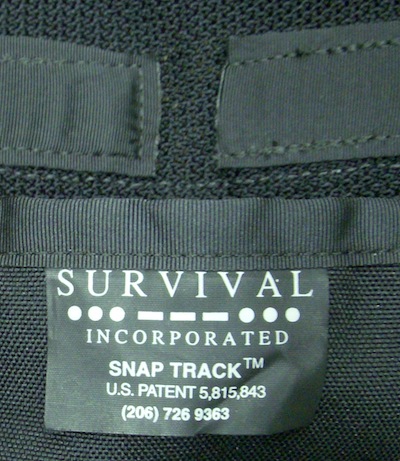 SURVIVAL
●●● — — — ●●●
INCORPORATED
SNAP TRACK™
U.S. PATENT 5,815,843
(206) 726 9363